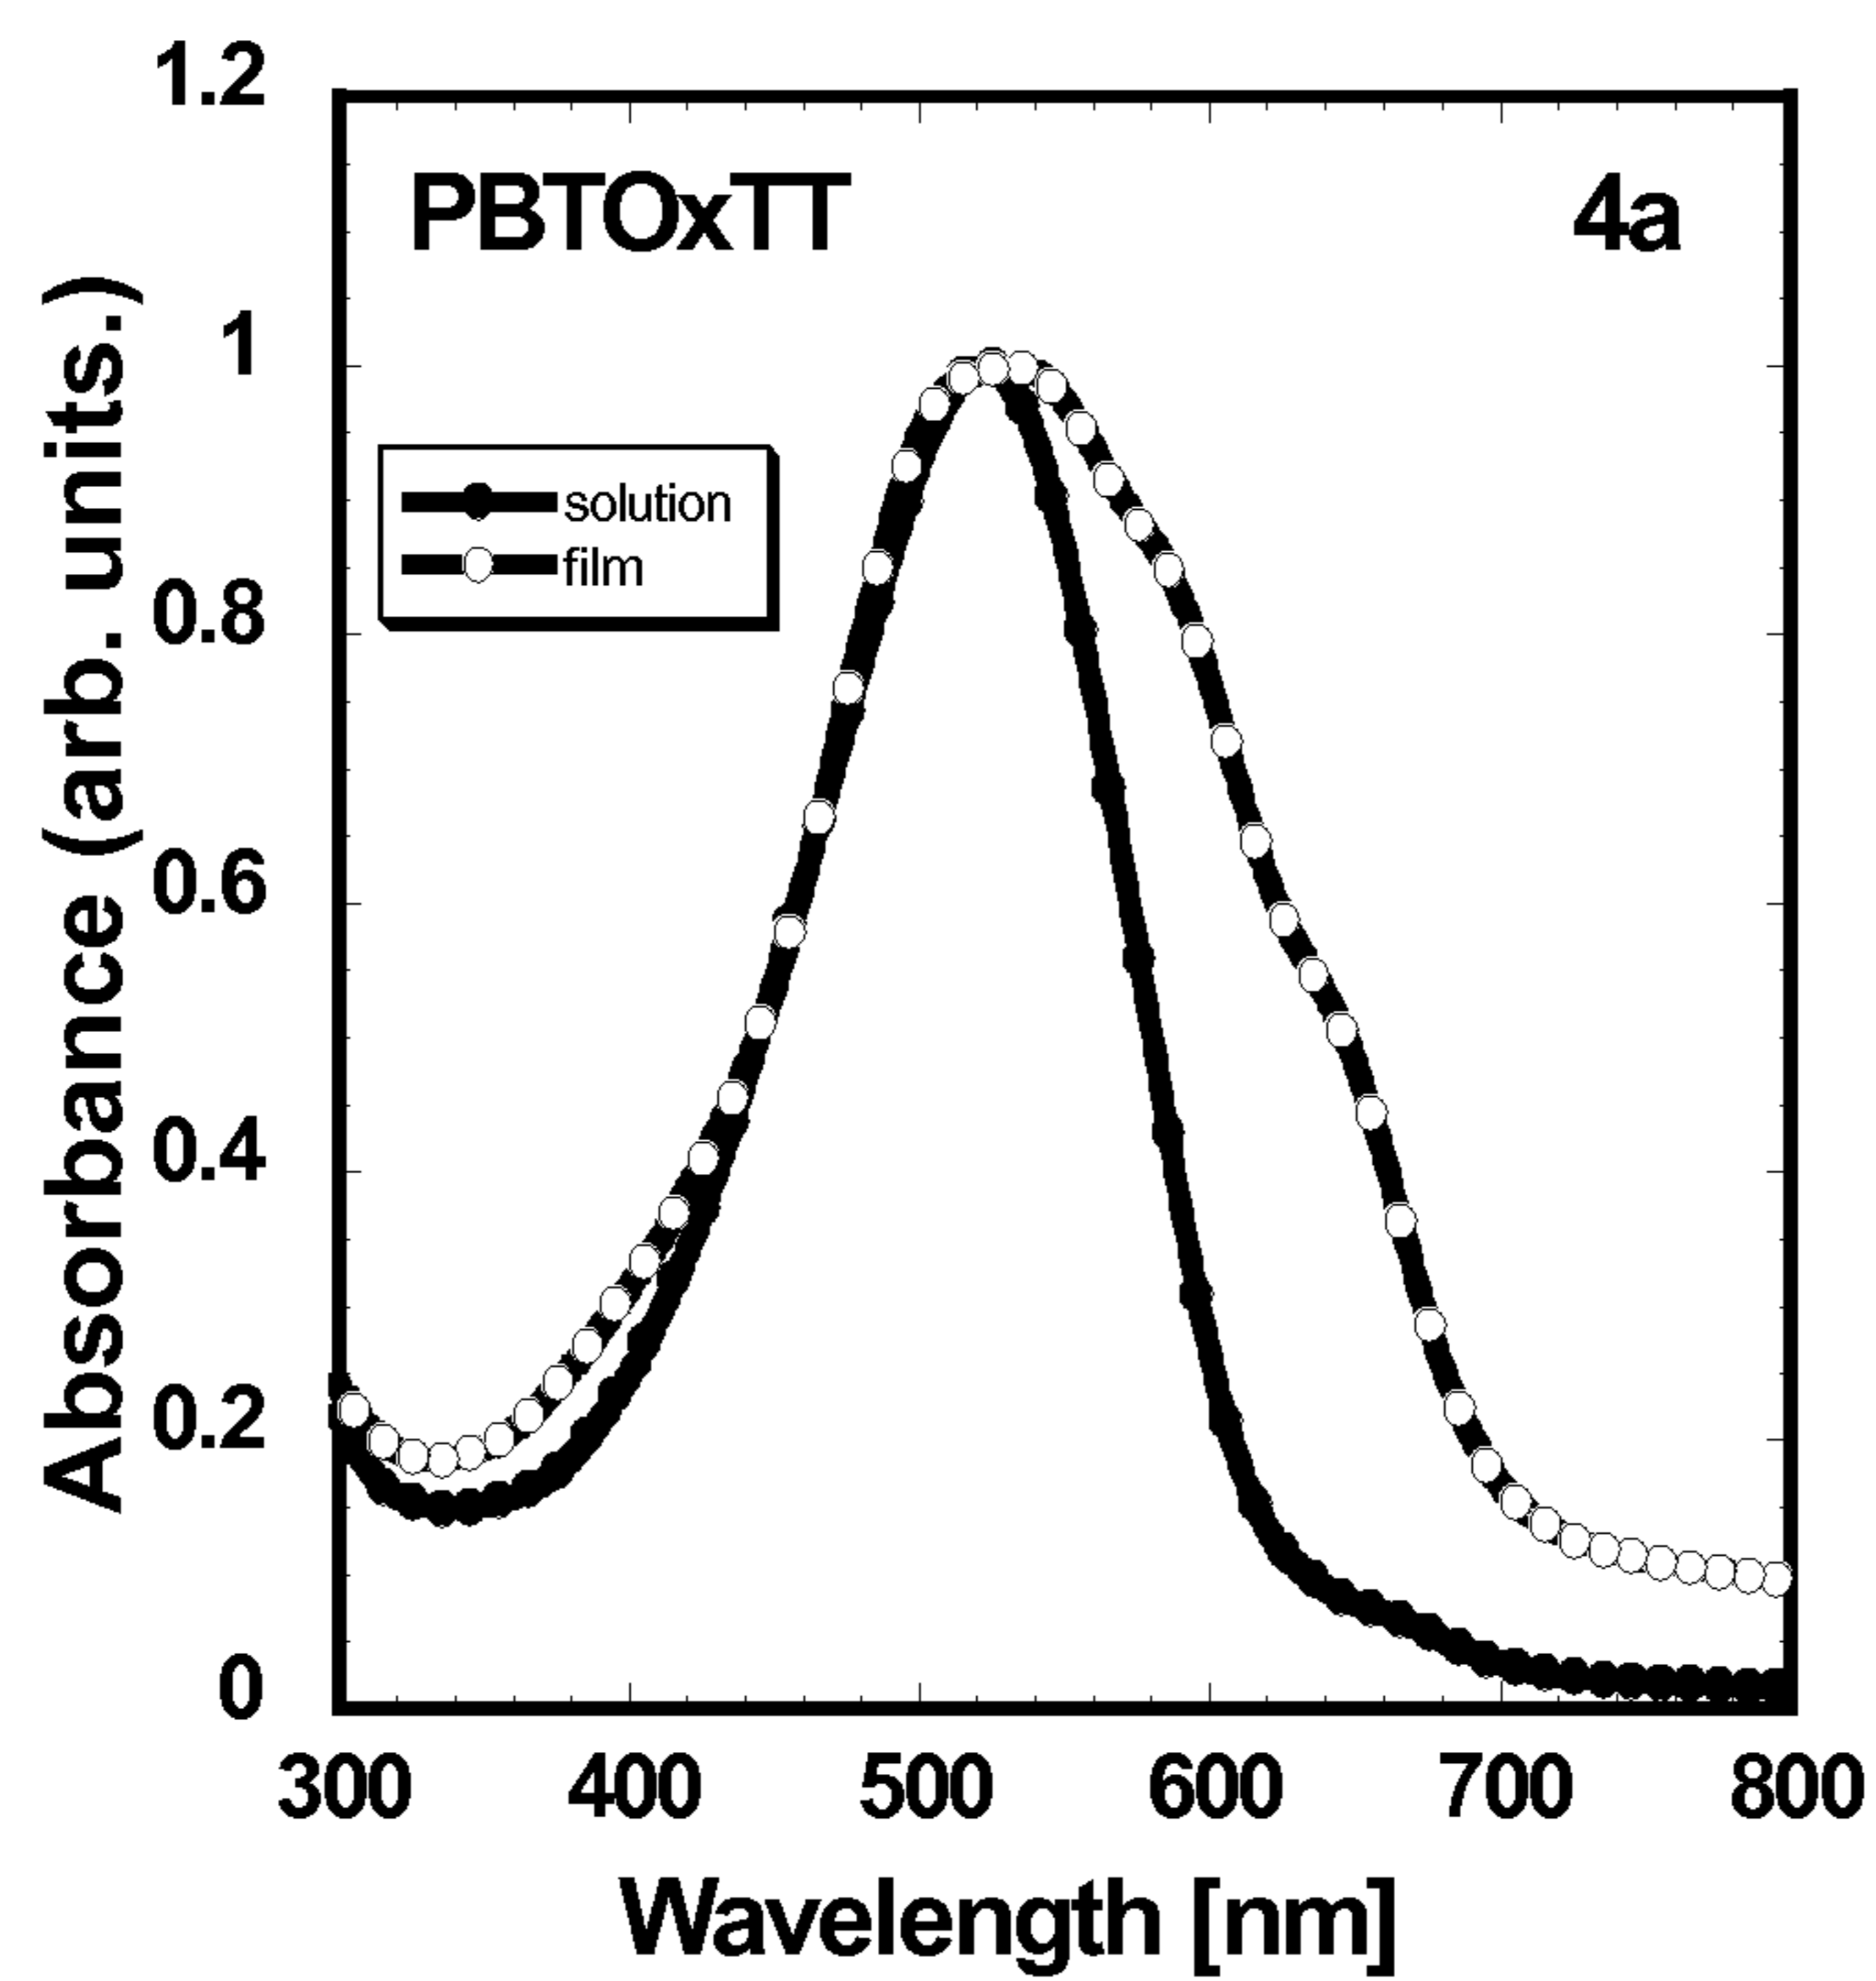 PBTOxTT 4a
solution
film
Absorbance (arb. units.)
1.2
1
0.8
0.6
0.4
0.2
0
300 400 500 600 700 800
Wavelength [nm]